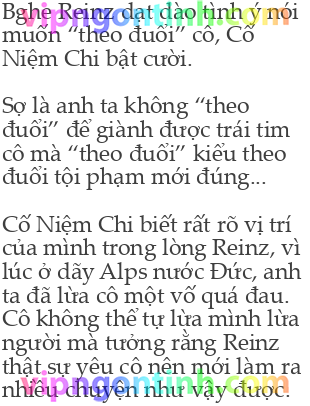 Bghe Reinz dạt dào tình ý nói
vipngontinh.com
muốn “theo đuổi” cô, Cố
Niệm Chi bật cười.
Sợ là anh ta không “theo
đuổi” để giành được trái tim
cô mà “theo đuổi” kiểu theo
đuổi tội phạm mới đúng...
Cố Niệm Chi biết rất rõ vị trí
của mình trong lòng Reinz, vì
lúc ở dãy Alps nước Đức, anh
ta đã lừa cô một vố quá đau.
Cô không thể tự lừa mình lừa
người mà tưởng rằng Reinz
thật sự yêu cô nên mới làm ra
vipngontinh.com
nhiều chuyện như vậy được.